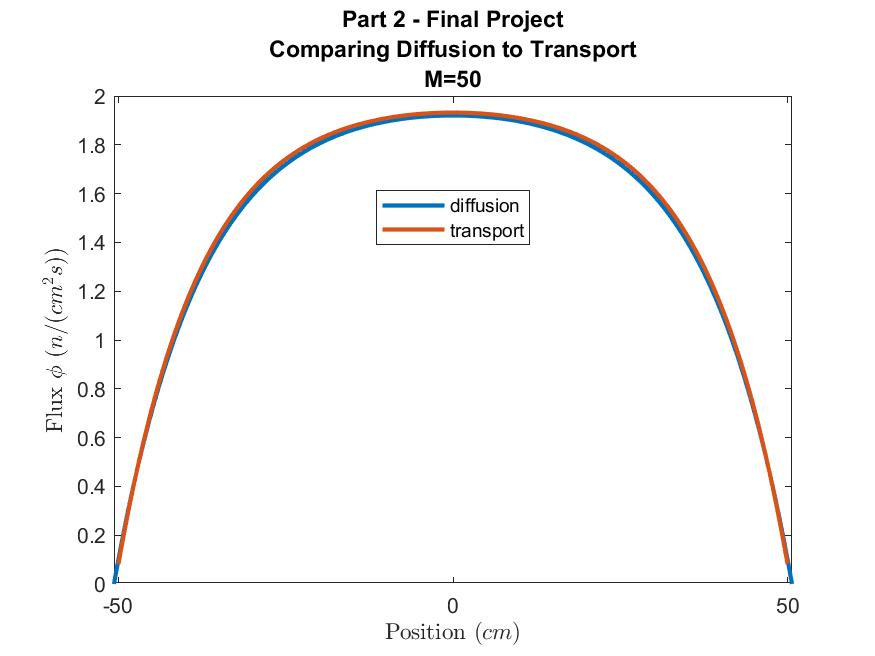 Part 2 - Final Project
Comparing Diffusion to Transport
M=50
2
1.8
1.6
1.4
1.2
1
0.8
0.6
0.4
0.2
0
Flux ϕ (n/(cm²s))
diffusion
transport
-50
0
50
Position (cm)